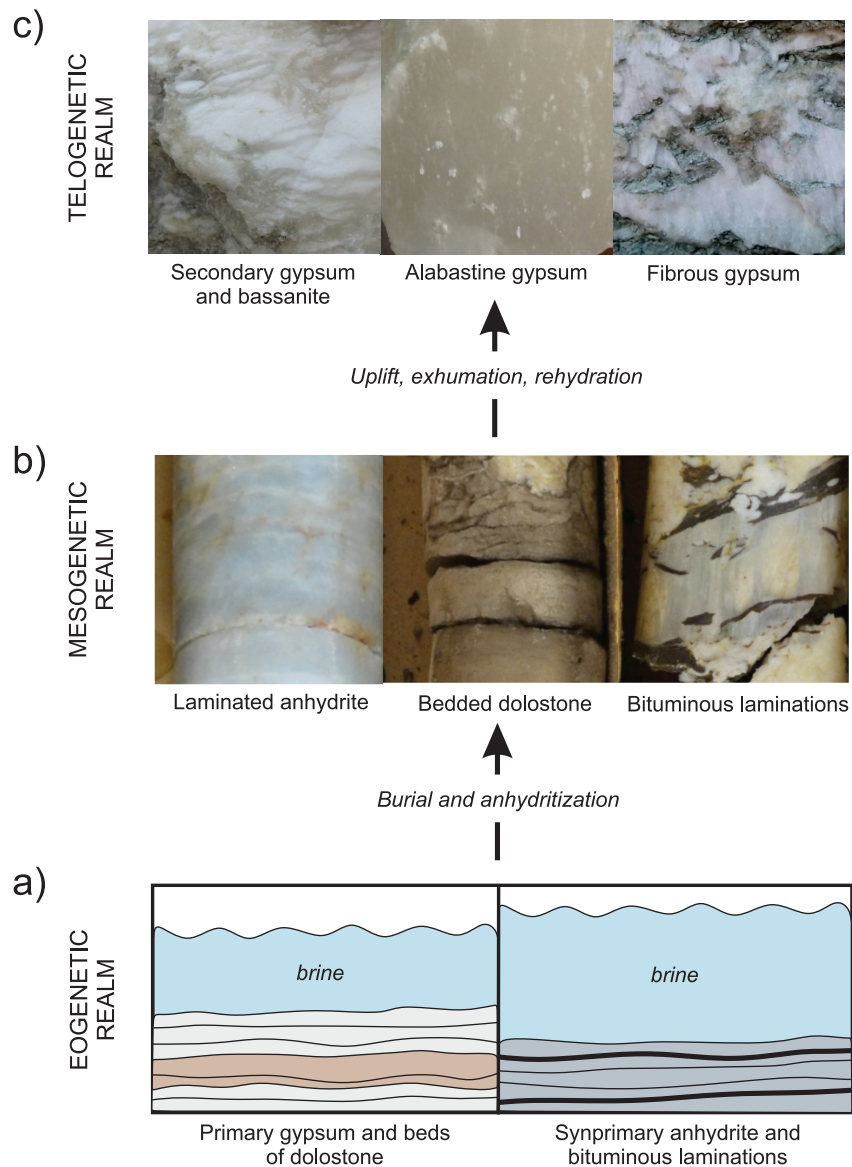 c)
TELOGENETIC
REALM
Secondary gypsum
and bassanite
Alabastine gypsum
Fibrous gypsum
Uplift, exhumation, rehydration
b)
MESOGENETIC
REALM
Laminated anhydrite
Bedded dolostone
Bituminous laminations
Burial and anhydritization
a)
EOGENETIC
REALM
brine
brine
Primary gypsum and beds
of dolostone
Synprimary anhydrite and
bituminous laminations